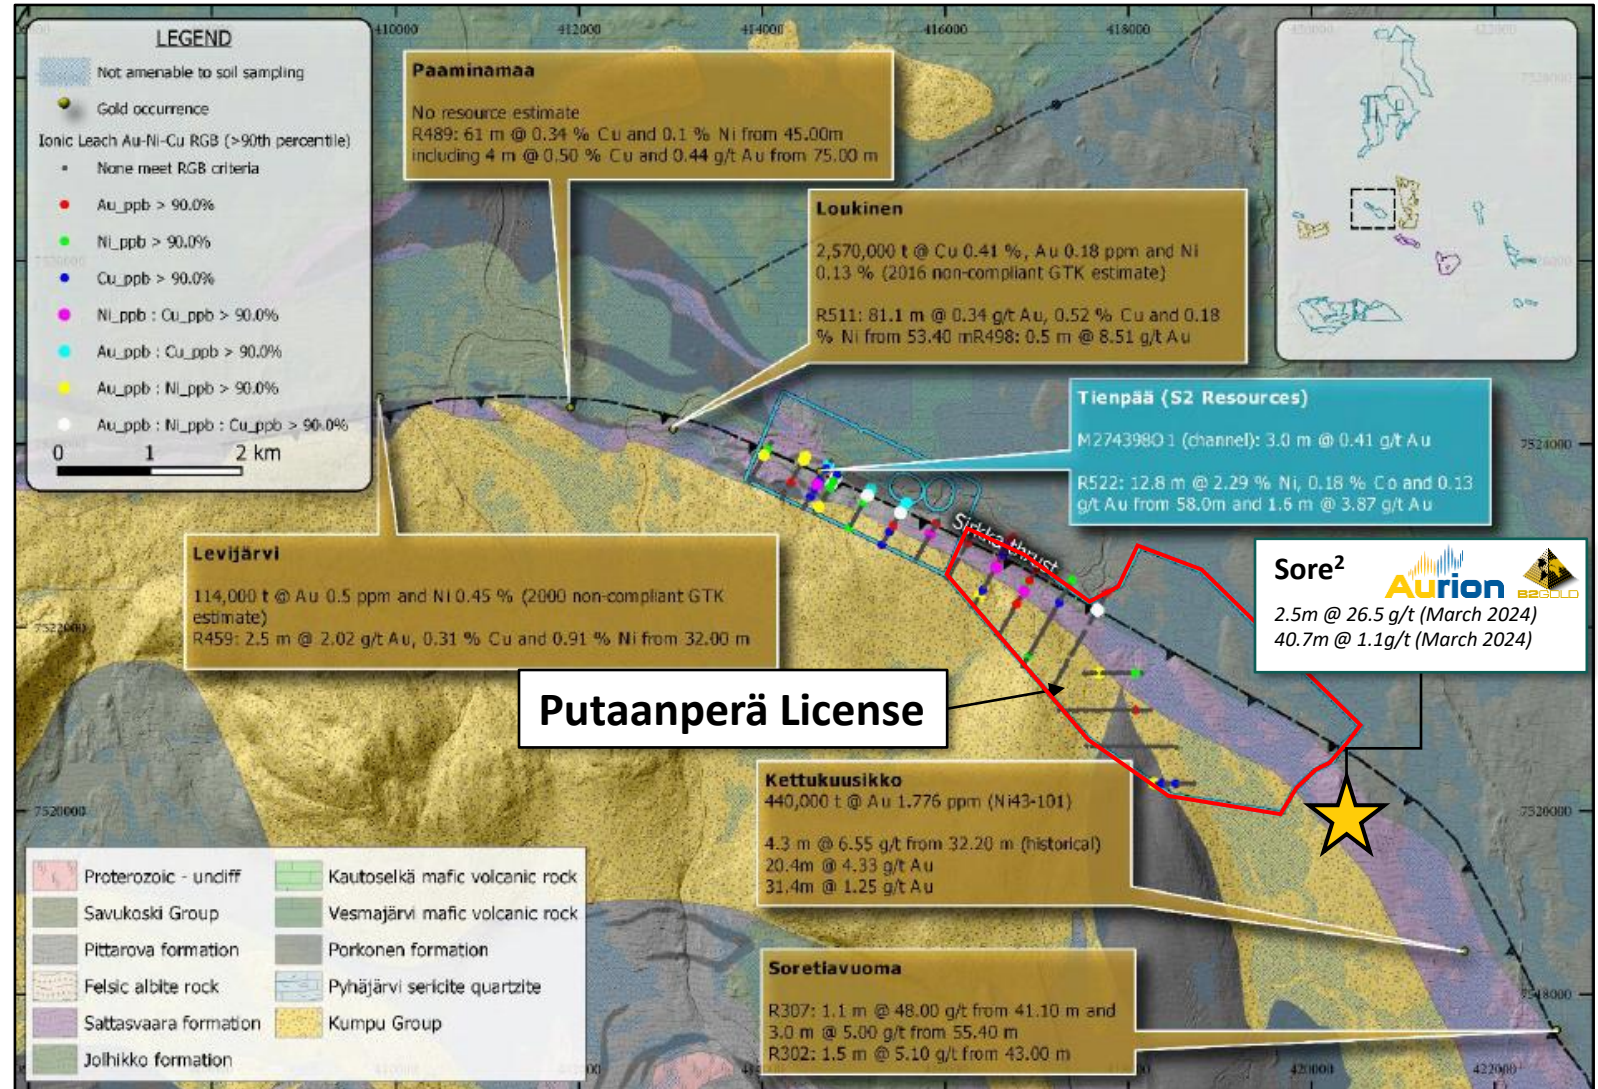 410000
412000
414000
416000
418000
LEGEND
Not amenable to soil sampling
Gold occurrence
Ionic Leach Au-Ni-Cu RGB (>90th percentile)
None meet RGB criteria
Au_ppb > 90.0%
Ni_ppb > 90.0%
Cu_ppb > 90.0%
Ni_ppb : Cu_ppb > 90.0%
Au_ppb : Cu_ppb > 90.0%
Au_ppb : Ni_ppb > 90.0%
Au_ppb : Ni_ppb : Cu_ppb > 90.0%
0 1 2 km
Paaminamaa
No resource estimate
R489: 61 m @ 0.34 % Cu and 0.1 % Ni from 45.00m
including 4 m @ 0.50 % Cu and 0.44 g/t Au from 75.00 m
Loukinen
2,570,000 t @ Cu 0.41 %, Au 0.18 ppm and Ni
0.13 % (2016 non-compliant GTK estimate)
R511: 81.1 m @ 0.34 g/t Au, 0.52 % Cu and 0.18
% Ni from 53.40 mR498: 0.5 m @ 8.51 g/t Au
Tienpää (S2 Resources)
M274398O1 (channel): 3.0 m @ 0.41 g/t Au
R522: 12.8 m @ 2.29 % Ni, 0.18 % Co and 0.13
g/t Au from 58.0m and 1.6 m @ 3.87 g/t Au
7524000
Sirkka thrust
Levijärvi
114,000 t @ Au 0.5 ppm and Ni 0.45 % (2000 non-compliant GTK
estimate)
R459: 2.5 m @ 2.02 g/t Au, 0.31 % Cu and 0.91 % Ni from 32.00 m
7522000
Sore²
Aurion
B2GOLD
2.5m @ 26.5 g/t (March 2024)
40.7m @ 1.1g/t (March 2024)
Putaanperä License
Kettukuusikko
440,000 t @ Au 1.776 ppm (Ni43-101)
4.3 m @ 6.55 g/t from 32.20 m (historical)
20.4m @ 4.33 g/t Au
31.4m @ 1.25 g/t Au
7520000
7520000
Soretiavuoma
R307: 1.1 m @ 48.00 g/t from 41.10 m and
3.0 m @ 5.00 g/t from 55.40 m
R302: 1.5 m @ 5.10 g/t from 43.00 m
7518000
Proterozoic - undiff
Savukoski Group
Pittarova formation
Felsic albite rock
Sattasvaara formation
Jolhikko formation
Kautoselkä mafic volcanic rock
Vesmajärvi mafic volcanic rock
Porkonen formation
Pyhäjärvi sericite quartzite
Kumpu Group
420000
422000